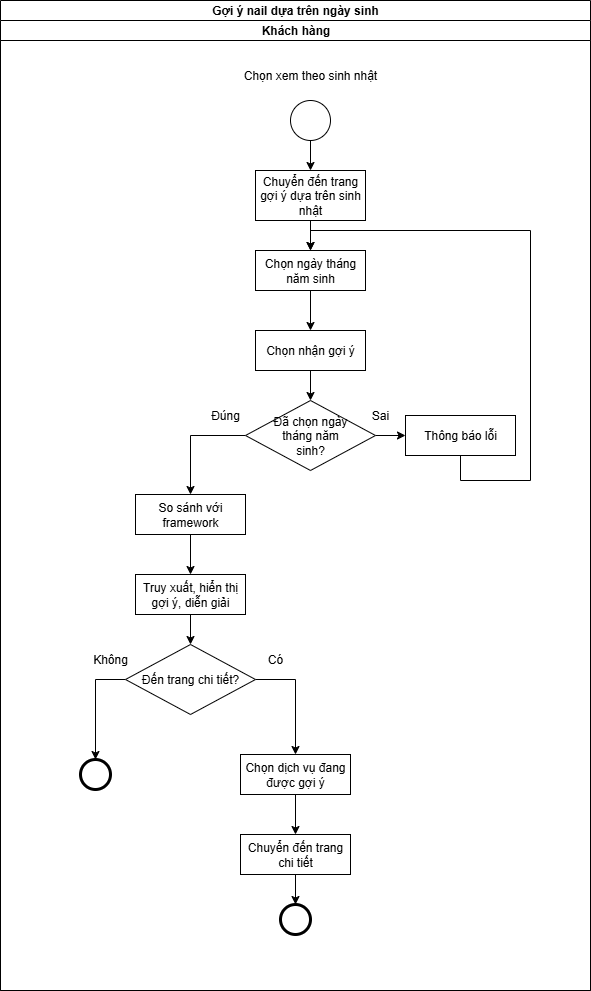 Gợi ý nail dựa trên ngày sinh
Khách hàng
Chọn xem theo sinh nhật
Chuyển đến trang
gợi ý dựa trên sinh
nhật
Chọn ngày tháng
năm sinh
Chọn nhận gợi ý
Đúng
Đã chọn ngày
tháng năm
sinh?
Sai
Thông báo lỗi
So sánh với
framework
Truy xuất, hiển thị
gợi ý, diễn giải
Không
Đến trang chi tiết?
Có
Chọn dịch vụ đang
được gợi ý
Chuyển đến trang
chi tiết